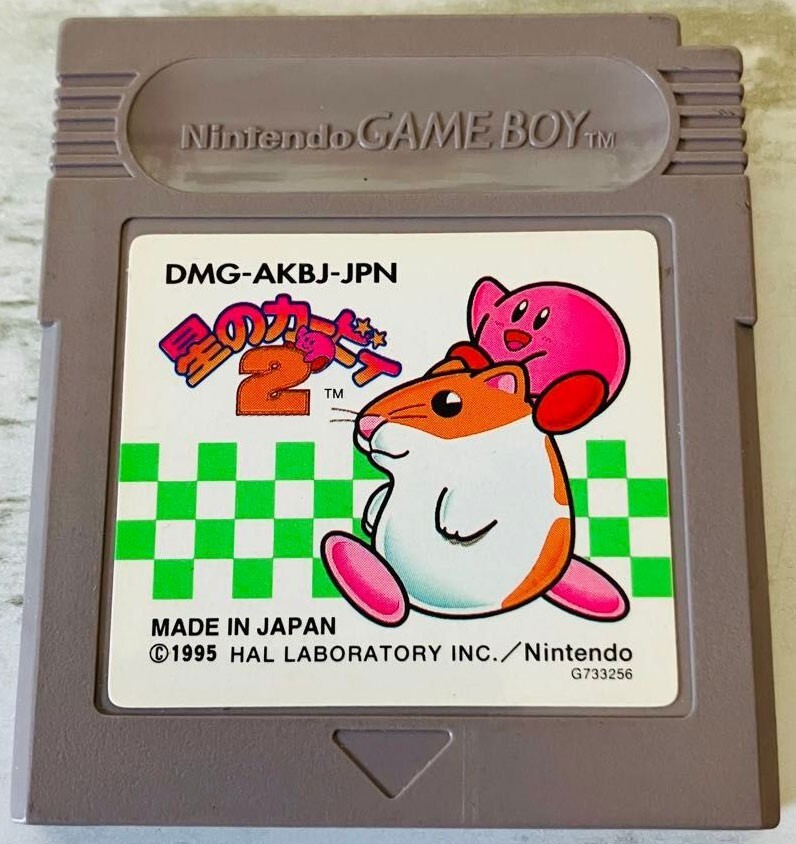 Nintendo GAME BOY TM
DMG-AKBJ-JPN
星のカービィ
2 TM
MADE IN JAPAN
©1995 HAL LABORATORY INC./Nintendo
G733256